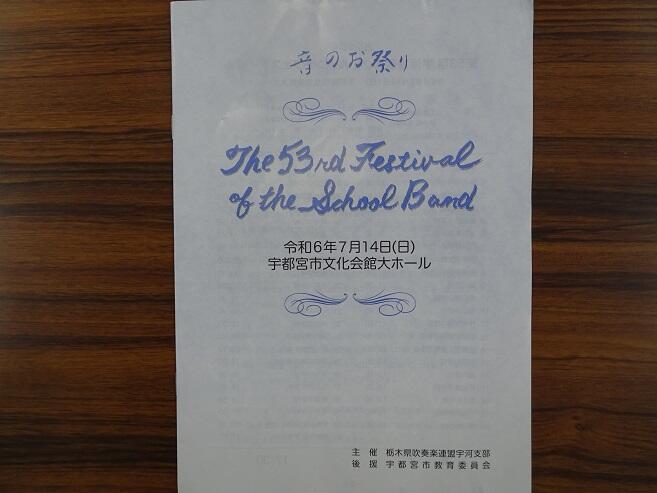 音のお祭り
The 53rd Festival
of the School Band
令和6年7月14日(日)
宇都宮市文化会館大ホール
主　催　栃木県吹奏楽連盟宇河支部
後　援　宇都宮市教育委員会